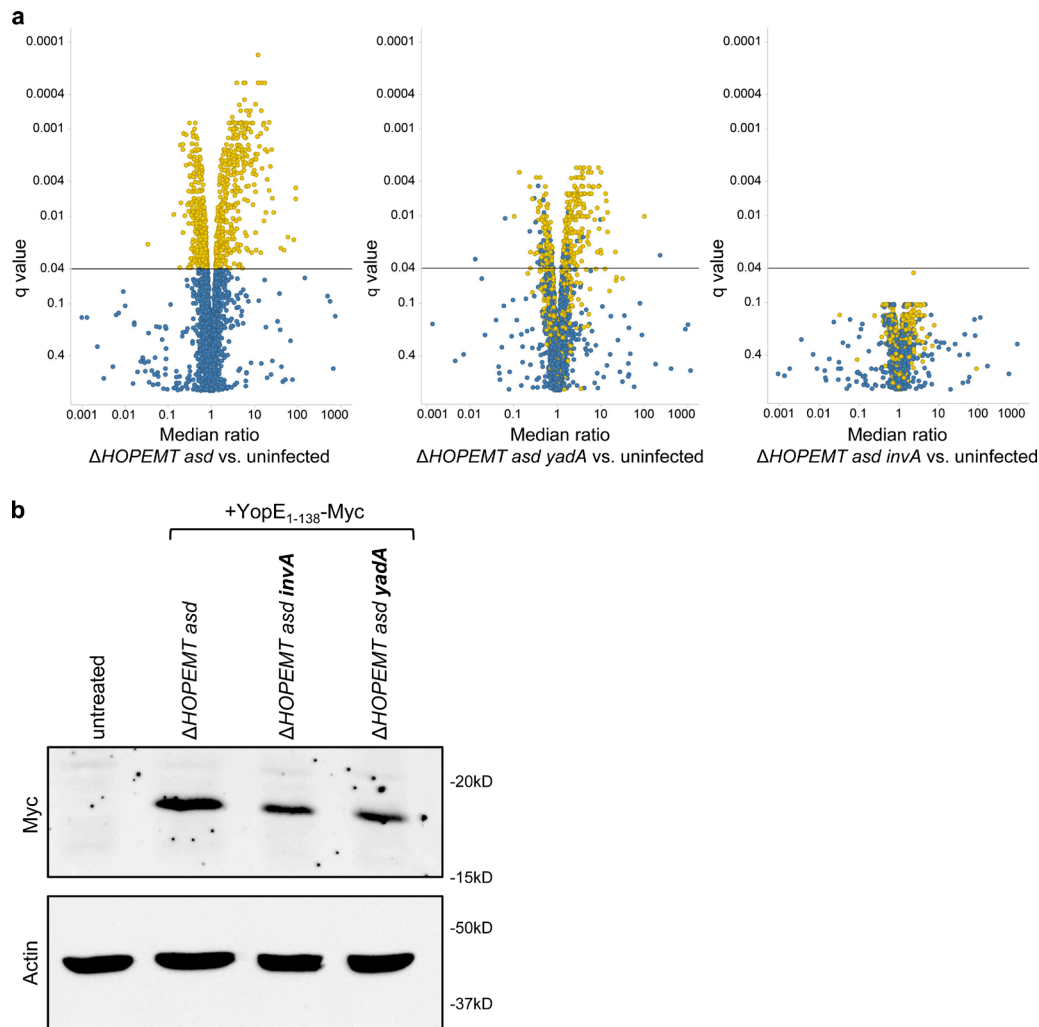 a
0.0001
0.0004
0.001
0.004
0.01
0.04
0.1
0.4
q value
0.001 0.01 0.1 1 10 100 1000
Median ratio
ΔHOPEMT asd vs. uninfected
0.0001
0.0004
0.001
0.004
0.01
0.04
0.1
0.4
q value
0.001 0.01 0.1 1 10 100 1000
Median ratio
ΔHOPEMT asd yadA vs. uninfected
0.0001
0.0004
0.001
0.004
0.01
0.04
0.1
0.4
q value
0.001 0.01 0.1 1 10 100 1000
Median ratio
ΔHOPEMT asd invA vs. uninfected
b
+YopE1-138-Myc
untreated
ΔHOPEMT asd
ΔHOPEMT asd invA
ΔHOPEMT asd yadA
Myc
-20kD
-15kD
Actin
-50kD
-37kD